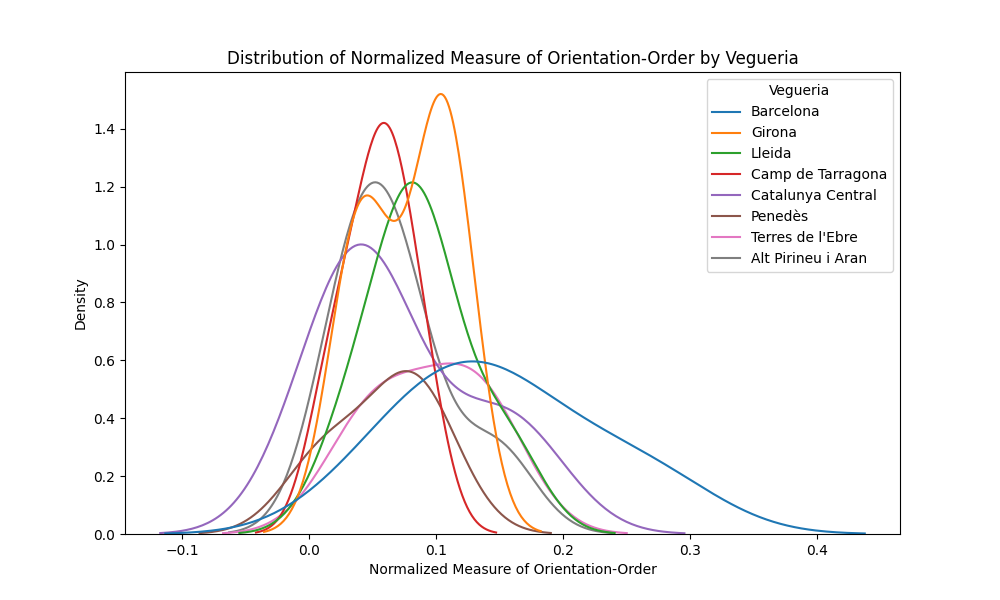 Distribution of Normalized Measure of Orientation-Order by Vegueria
Vegueria
Barcelona
Girona
Lleida
Camp de Tarragona
Catalunya Central
Penedès
Terres de l'Ebre
Alt Pirineu i Aran
Density
1.4
1.2
1.0
0.8
0.6
0.4
0.2
0.0
−0.1 0.0 0.1 0.2 0.3 0.4
Normalized Measure of Orientation-Order